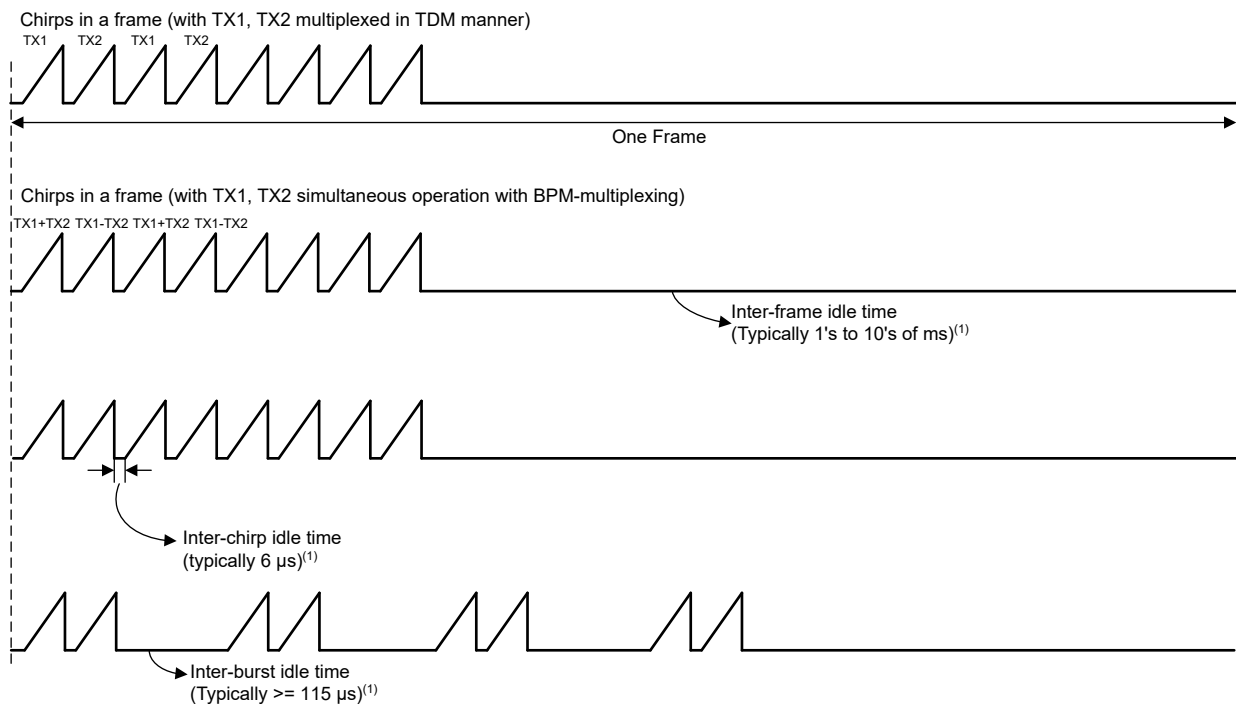 Chirps in a frame (with TX1, TX2 multiplexed in TDM manner)
TX1 TX2 TX1 TX2
One Frame
Chirps in a frame (with TX1, TX2 simultaneous operation with BPM-multiplexing)
TX1+TX2 TX1-TX2 TX1+TX2 TX1-TX2
Inter-frame idle time
(Typically 1's to 10's of ms)(1)
Inter-chirp idle time
(typically 6 µs)(1)
Inter-burst idle time
(Typically >= 115 µs)(1)